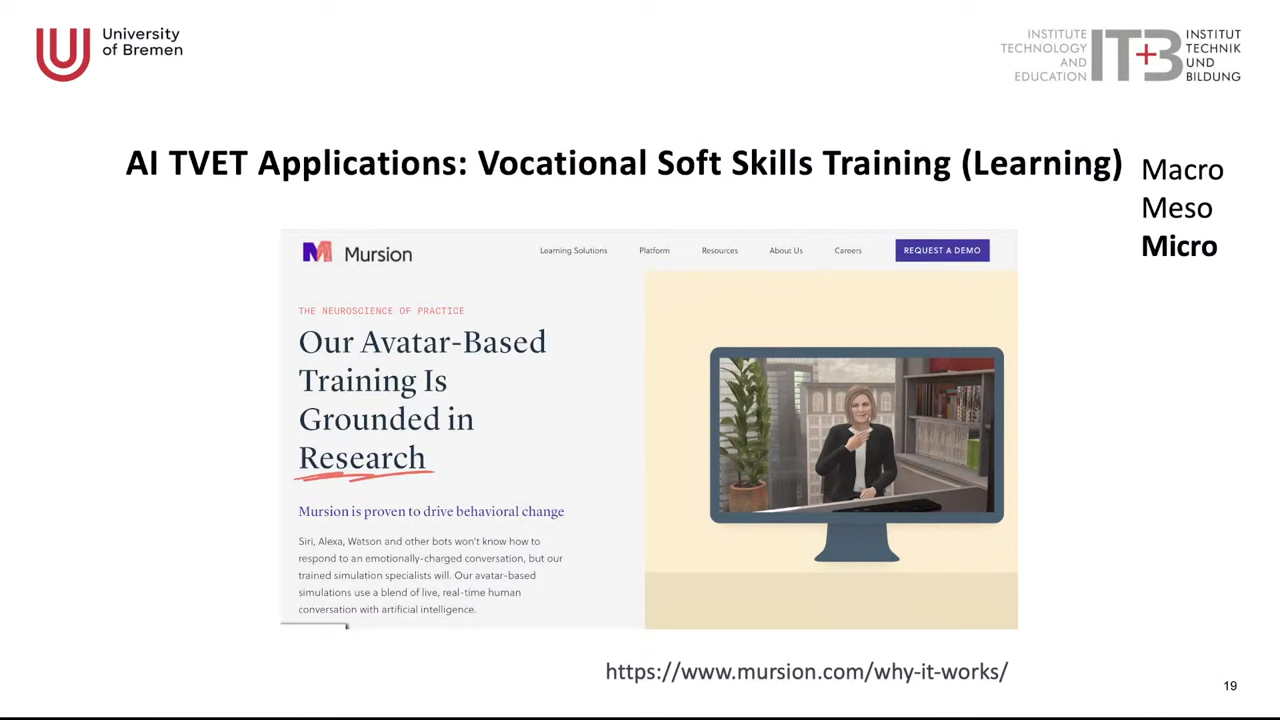 University
of Bremen
INSTITUTE
TECHNOLOGY
AND
EDUCATION
IT+B
INSTITUT
TECHNIK
UND
BILDUNG
AI TVET Applications: Vocational Soft Skills Training (Learning)
Macro
Meso
Micro
Mursion
Learning Solutions
Platform
Resources
About Us
Careers
REQUEST A DEMO
THE NEUROSCIENCE OF PRACTICE
Our Avatar-Based
Training Is
Grounded in
Research
Mursion is proven to drive behavioral change
Siri, Alexa, Watson and other bots won't know how to
respond to an emotionally-charged conversation, but our
trained simulation specialists will. Our avatar-based
simulations use a blend of live, real-time human
conversation with artificial intelligence.
https://www.mursion.com/why-it-works/
19